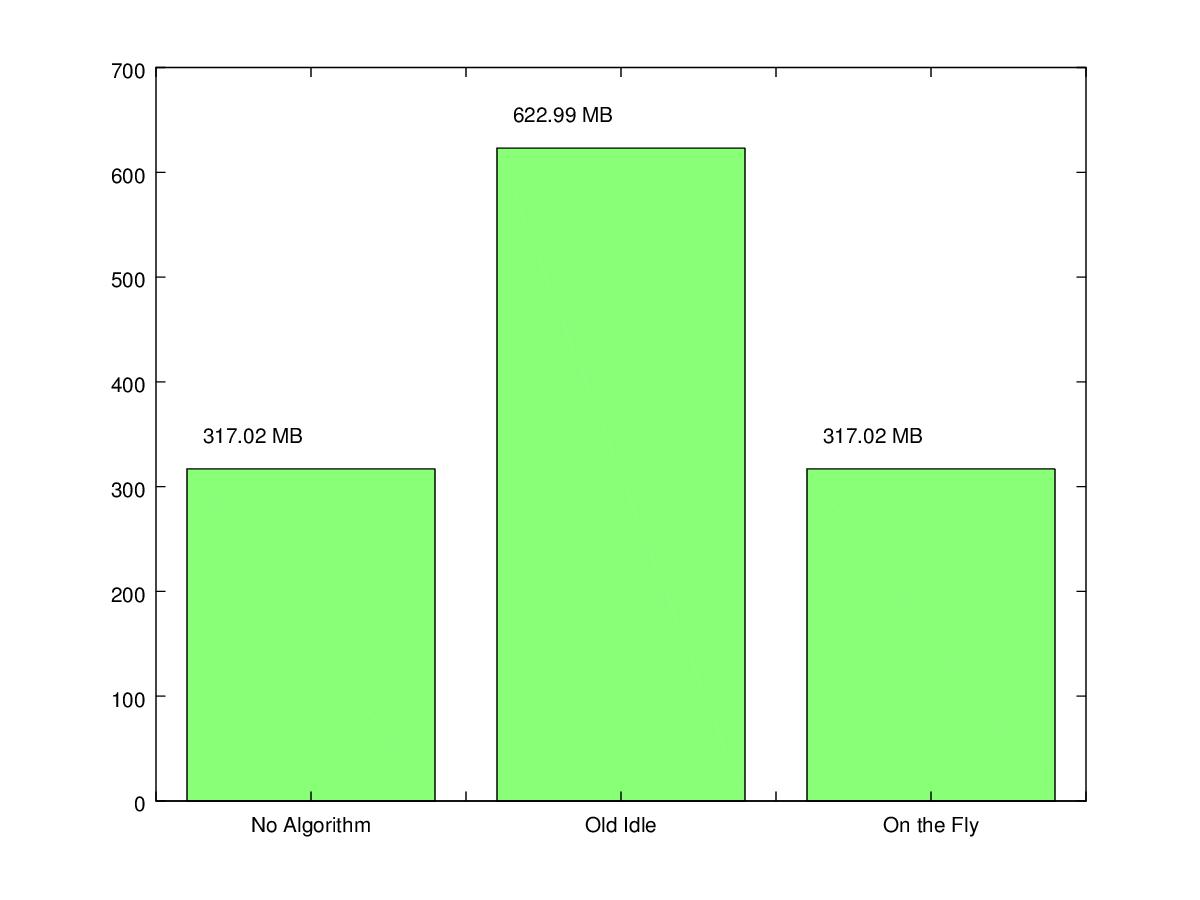 700
622.99 MB
600
500
400
317.02 MB
317.02 MB
300
200
100
0
No Algorithm
Old Idle
On the Fly